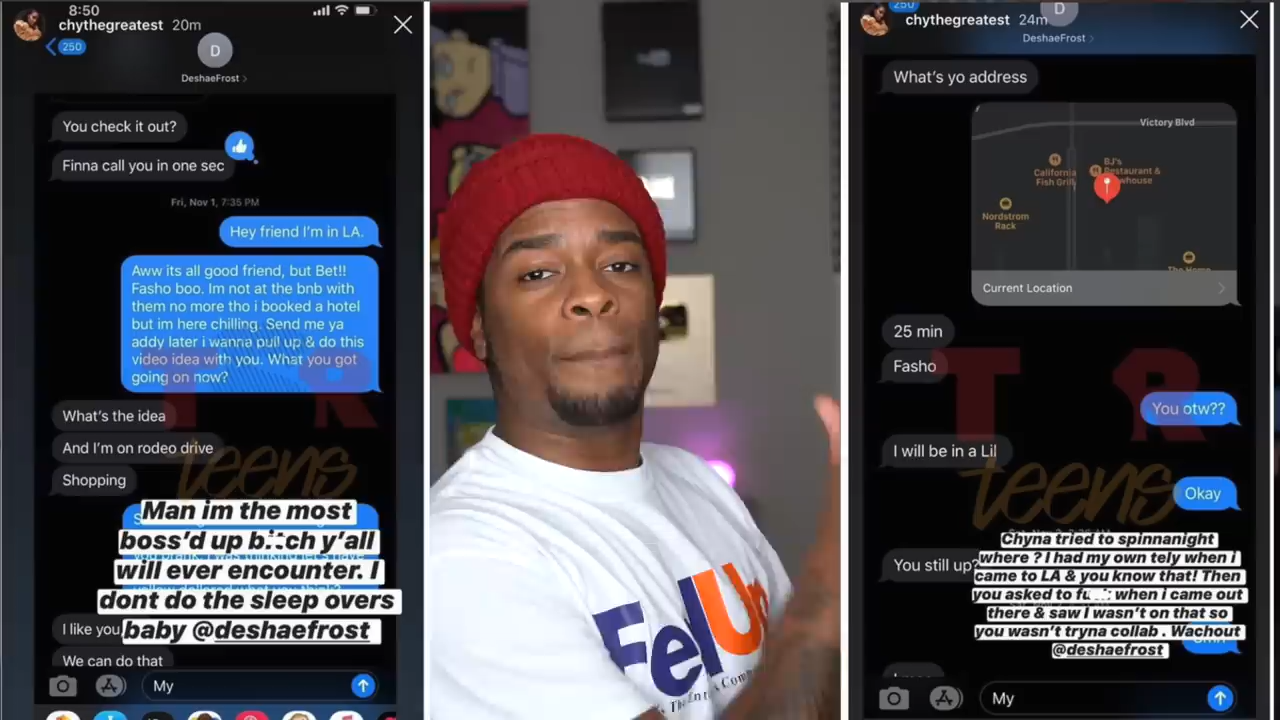 8:50
chythegreatest 20m
250
D
DeshaeFrost
You check it out?
Finna call you in one sec
Fri, Nov 1, 7:35 PM
Hey friend I'm in LA.
Aww its all good friend, but Bet!!
Fasho boo. Im not at the bnb with
them no more tho i booked a hotel
but im here chilling. Send me ya
addy later i wanna pull up & do this
video idea with you. What you got
going on now?
What's the idea
And I'm on rodeo drive
Shopping
Man im the most
boss'd up b  ch y'all
will ever encounter. I
dont do the sleep overs
baby @deshaefrost
I like you
We can do that
My
T R
teens
FedUp
250
chythegreatest 24m
D
DeshaeFrost
What's yo address
Victory Blvd
California
Fish Grill
BJ's
Restaurant &
Nordstrom
Rack
Current Location
25 min
Fasho
You otw??
I will be in a Lil
Okay
You still up?
Chyna tried to spinnanight
where ? I had my own tely when i
came to LA & you know that! Then
you asked to fu   when i came out
there & saw I wasn't on that so
you wasn't tryna collab . Wachout
@deshaefrost
My
T R
teens